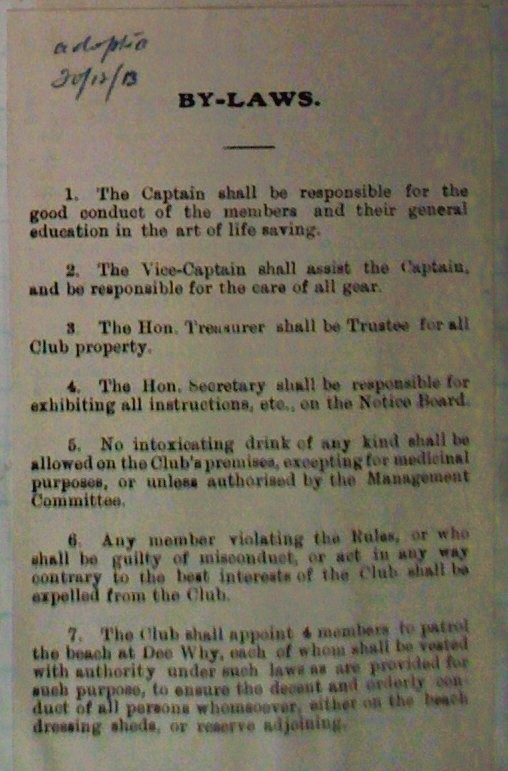 adopted
30/12/13
BY-LAWS.
1. The Captain shall be responsible for the
good conduct of the members and their general
education in the art of life saving.
2. The Vice-Captain shall assist the Captain,
and be responsible for the care of all gear.
3 The Hon. Treasurer shall be Trustee for all
Club property.
4. The Hon. Secretary shall be responsible for
exhibiting all instructions, etc., on the Notice Board.
5. No intoxicating drink of any kind shall be
allowed on the Club's premises, excepting for medicinal
purposes, or unless authorised by the Management
Committee.
6. Any member violating the Rules, or who
shall be guilty of misconduct, or act in any way
contrary to the best interests of the Club shall be
expelled from the Club.
7. The Club shall appoint 4 members to patrol
the beach at Dee Why, each of whom shall be vested
with authority under such laws as are provided for
such purpose, to ensure the decent and orderly con-
duct of all persons whomsoever, either on the beach
dressing sheds, or reserve adjoining.